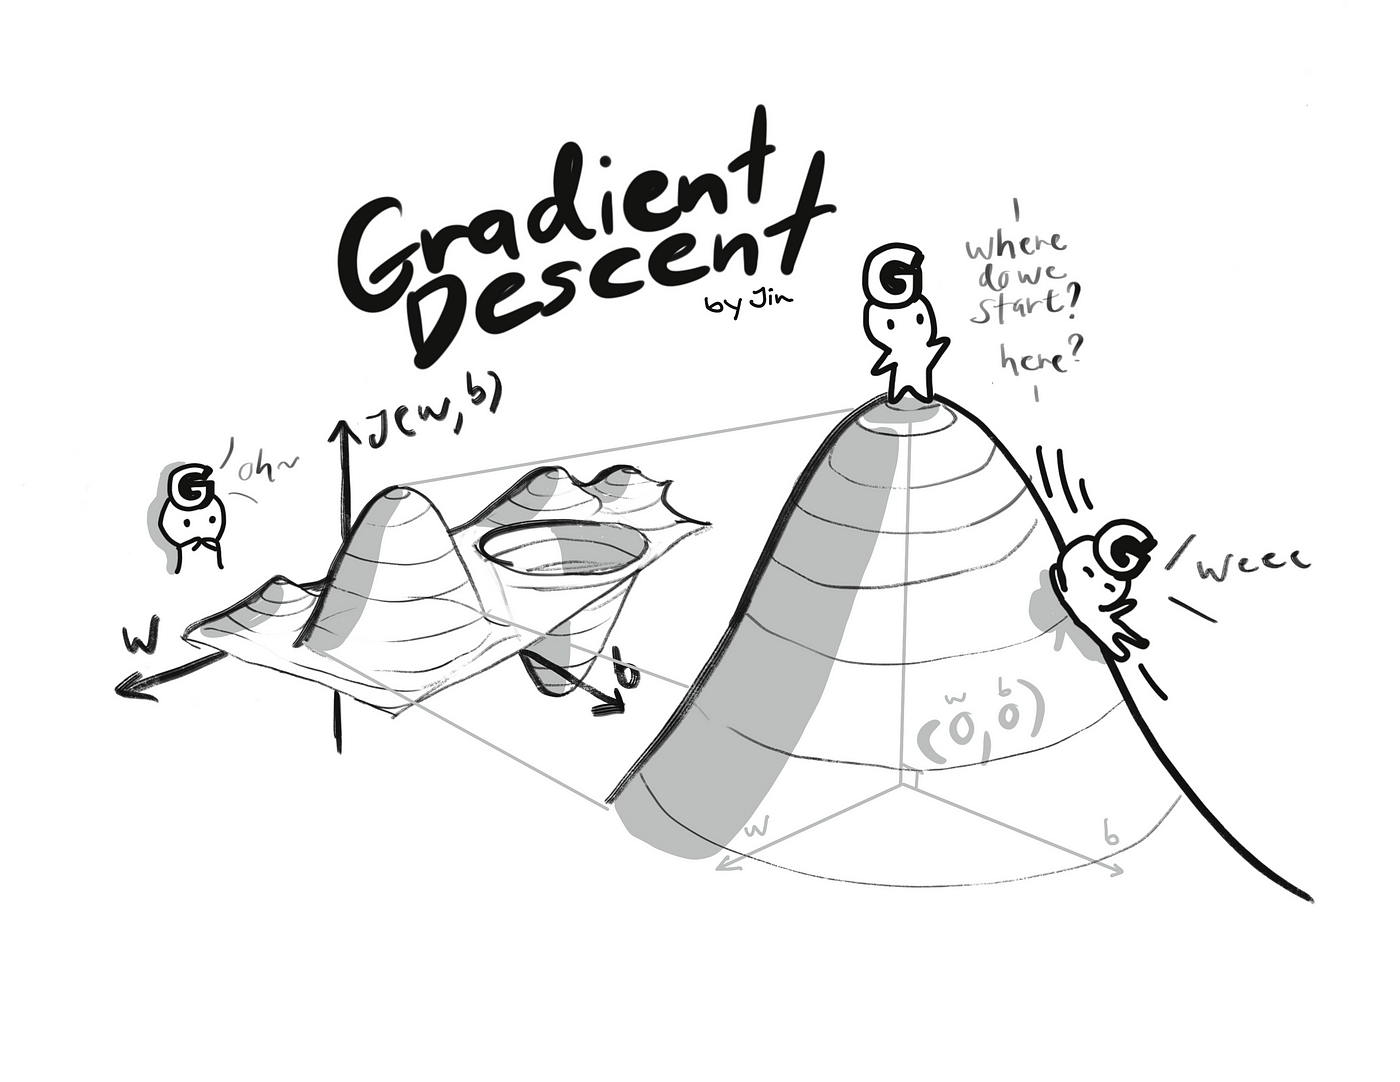 Gradient
Descent
by Jin
where
do we
start?
here?
J(w, b)
G
oh~
G
G
weee
w
b
w b
(0, 0)
w
b